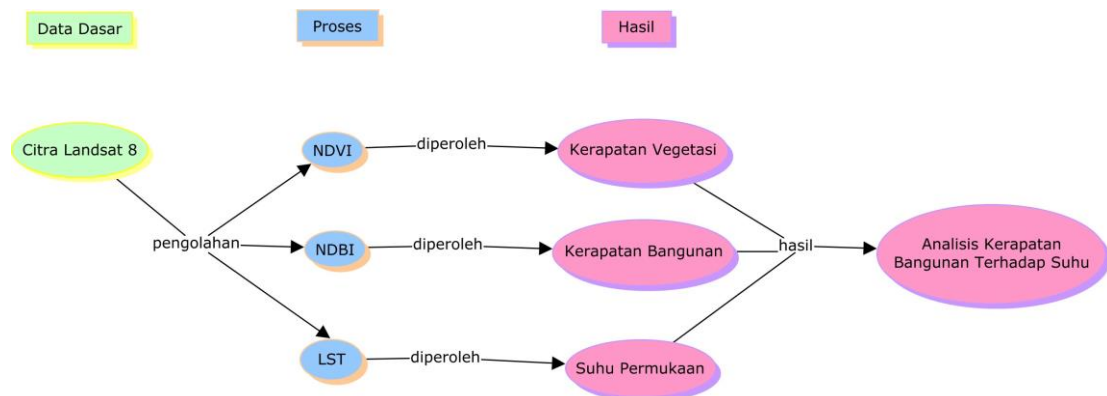 Data Dasar
Proses
Hasil
Citra Landsat 8
pengolahan
NDVI
diperoleh
Kerapatan Vegetasi
NDBI
diperoleh
Kerapatan Bangunan
LST
diperoleh
Suhu Permukaan
hasil
Analisis Kerapatan
Bangunan Terhadap Suhu